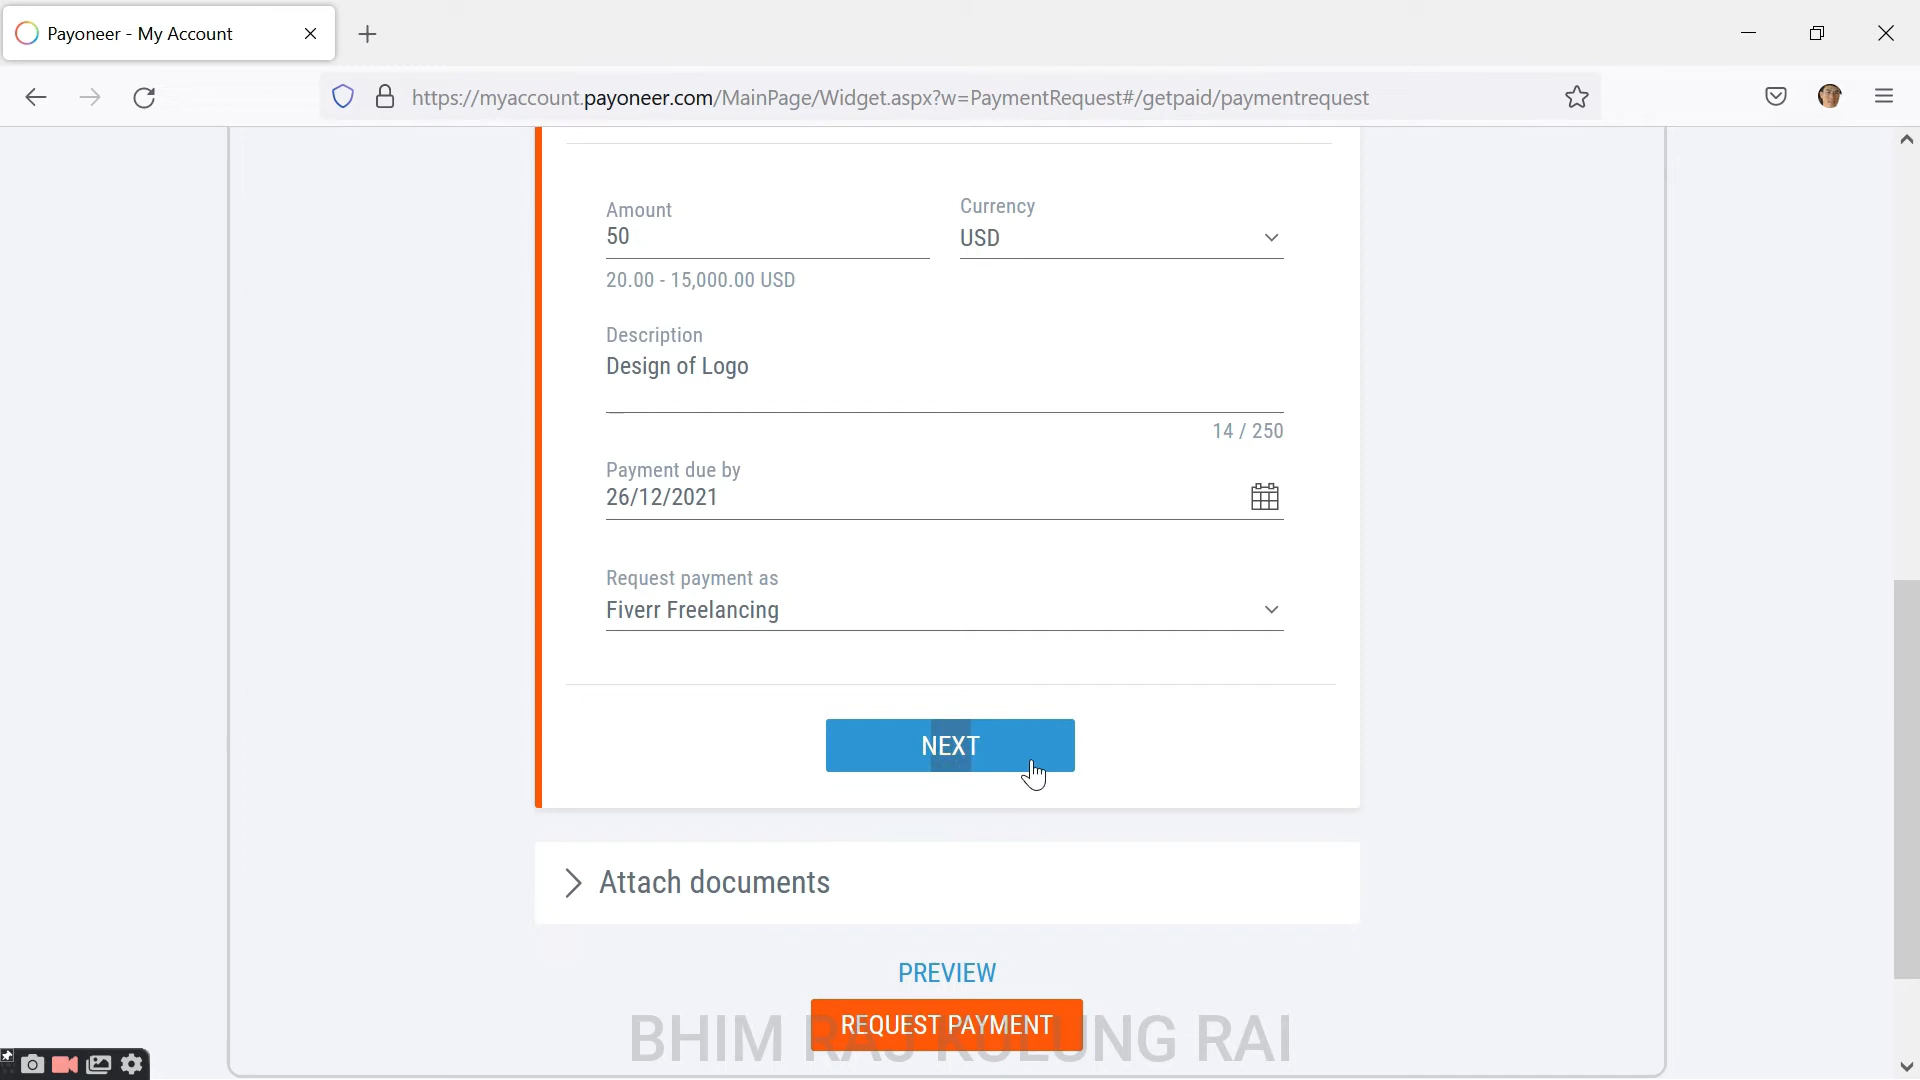 Payoneer - My Account
https://myaccount.payoneer.com/MainPage/Widget.aspx?w=PaymentRequest#/getpaid/paymentrequest
Amount
Currency
50
USD
20.00 - 15,000.00 USD
Description
Design of Logo
14 / 250
Payment due by
26/12/2021
Request payment as
Fiverr Freelancing
NEXT
Attach documents
PREVIEW
REQUEST PAYMENT
BHIM RAJ KULUNG RAI